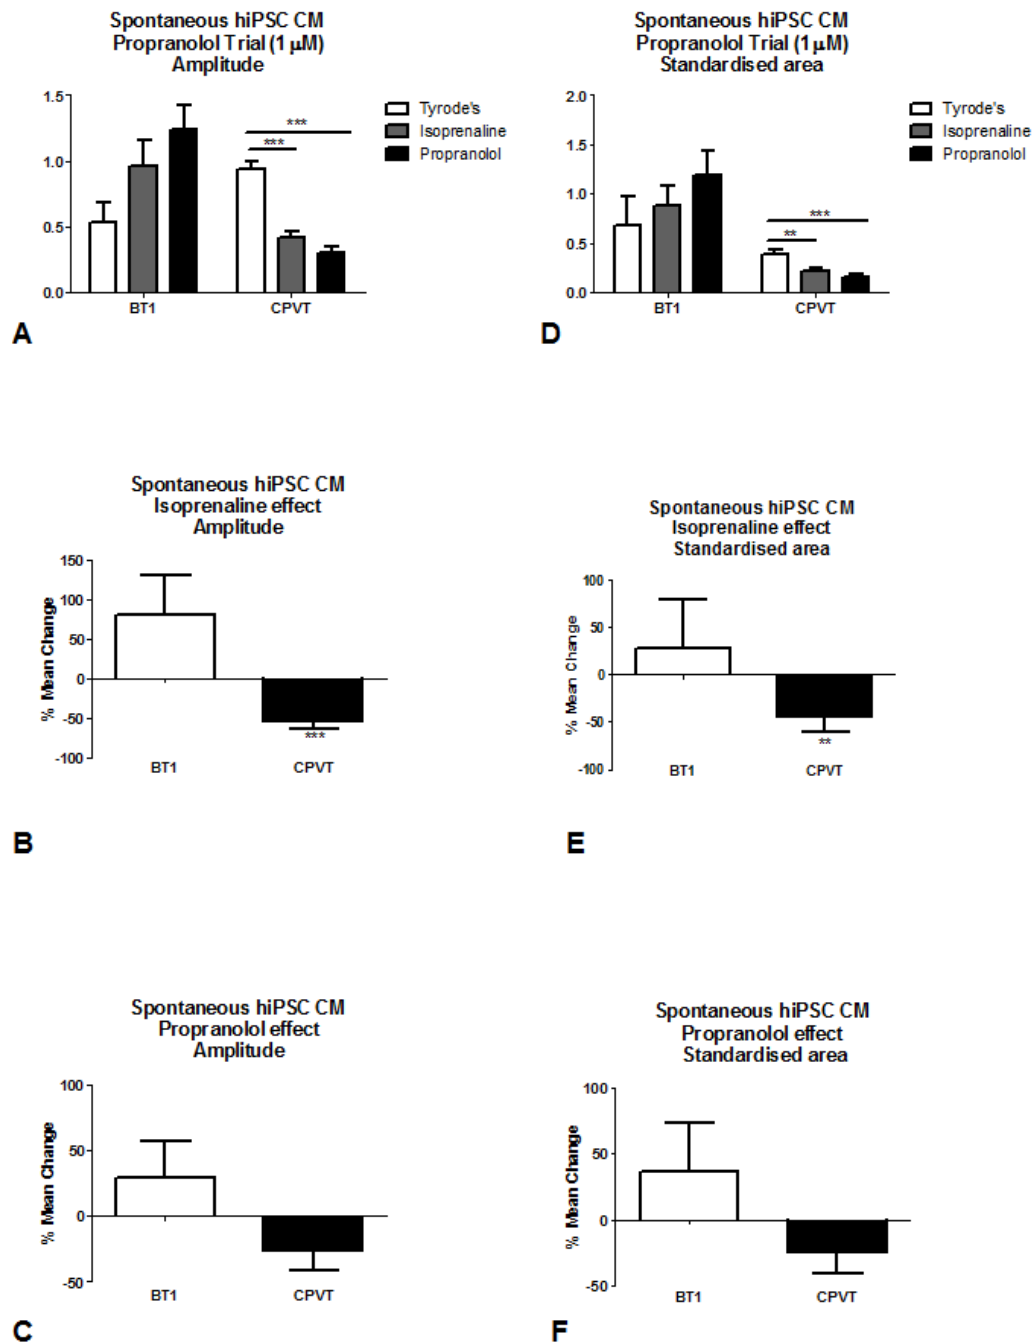 Spontaneous hiPSC CM
Propranolol Trial (1 μM)
Amplitude
1.5
1.0
0.5
0.0
***
***
Tyrode's
Isoprenaline
Propranolol
BT1
CPVT
A
Spontaneous hiPSC CM
Propranolol Trial (1 μM)
Standardised area
2.0
1.5
1.0
0.5
0.0
***
**
Tyrode's
Isoprenaline
Propranolol
BT1
CPVT
D
Spontaneous hiPSC CM
Isoprenaline effect
Amplitude
% Mean Change
150
100
50
0
-50
-100
***
BT1
CPVT
B
Spontaneous hiPSC CM
Isoprenaline effect
Standardised area
% Mean Change
100
50
0
-50
-100
**
BT1
CPVT
E
Spontaneous hiPSC CM
Propranolol effect
Amplitude
% Mean Change
100
50
0
-50
BT1
CPVT
C
Spontaneous hiPSC CM
Propranolol effect
Standardised area
% Mean Change
100
50
0
-50
BT1
CPVT
F